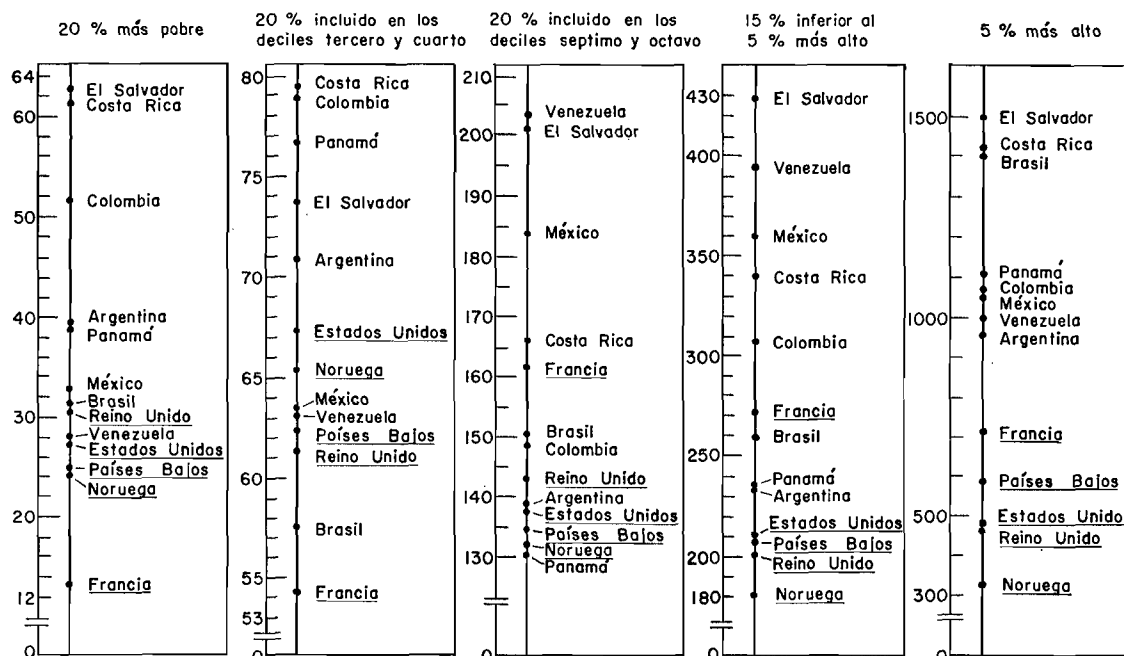 20 % más pobre
64
60
50
40
30
20
12
0
El Salvador
Costa Rica
Colombia
Argentina
Panamá
México
Brasil
Reino Unido
Venezuela
Estados Unidos
Países Bajos
Noruega
Francia
20 % incluido en los
deciles tercero y cuarto
80
75
70
65
60
55
53
0
Costa Rica
Colombia
Panamá
El Salvador
Argentina
Estados Unidos
Noruega
México
Venezuela
Países Bajos
Reino Unido
Brasil
Francia
20 % incluido en los
deciles septimo y octavo
210
200
190
180
170
160
150
140
130
0
Venezuela
El Salvador
México
Costa Rica
Francia
Brasil
Colombia
Reino Unido
Argentina
Estados Unidos
Países Bajos
Noruega
Panamá
15 % inferior al
5 % más alto
430
400
350
300
250
200
180
0
El Salvador
Venezuela
México
Costa Rica
Colombia
Francia
Brasil
Panamá
Argentina
Estados Unidos
Países Bajos
Reino Unido
Noruega
5 % más alto
1500
1000
500
300
0
El Salvador
Costa Rica
Brasil
Panamá
Colombia
México
Venezuela
Argentina
Francia
Países Bajos
Estados Unido
Reino Unido
Noruega